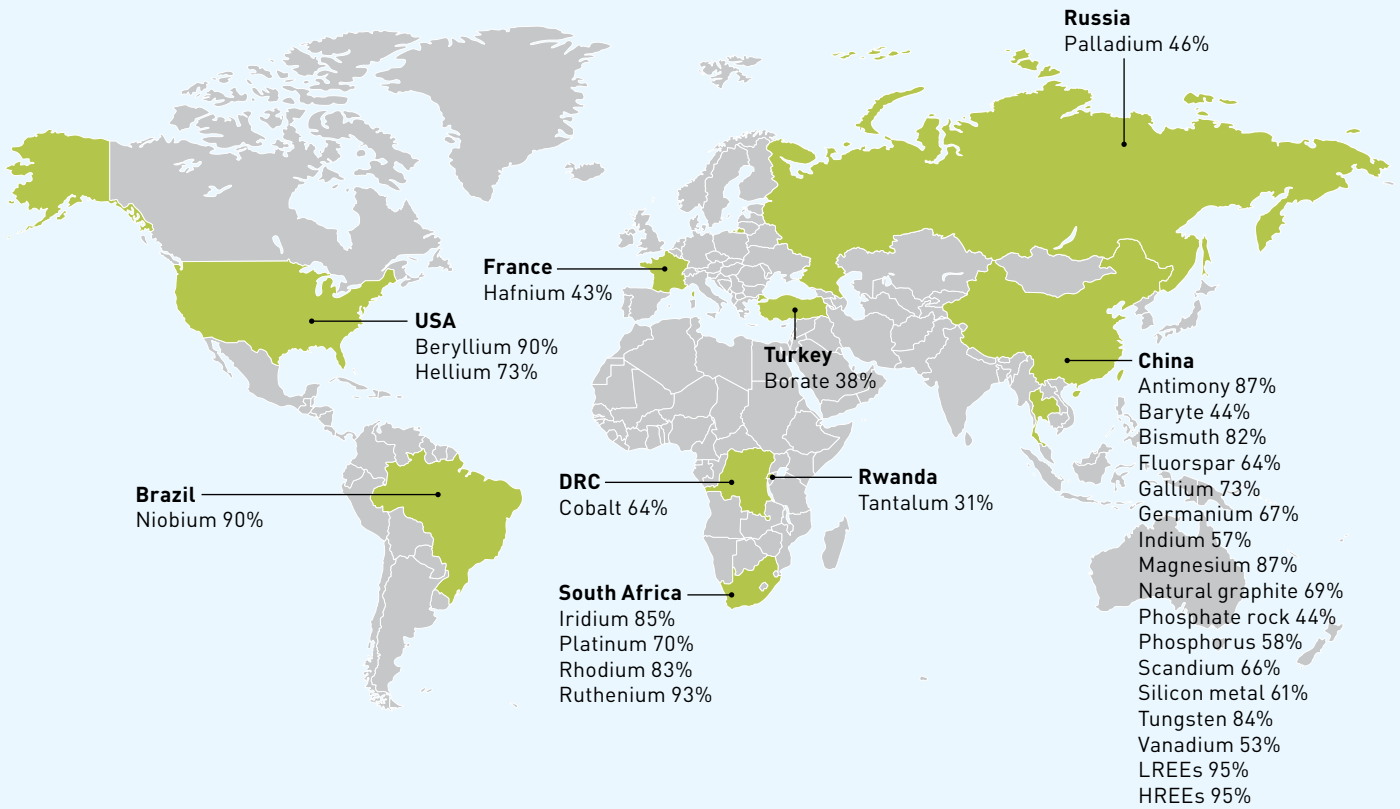 Russia
Palladium 46%
France
Hafnium 43%
USA
Beryllium 90%
Hellium 73%
Turkey
Borate 38%
China
Antimony 87%
Baryte 44%
Bismuth 82%
Fluorspar 64%
Gallium 73%
Germanium 67%
Indium 57%
Magnesium 87%
Natural graphite 69%
Phosphate rock 44%
Phosphorus 58%
Scandium 66%
Silicon metal 61%
Tungsten 84%
Vanadium 53%
LREEs 95%
HREEs 95%
Brazil
Niobium 90%
DRC
Cobalt 64%
Rwanda
Tantalum 31%
South Africa
Iridium 85%
Platinum 70%
Rhodium 83%
Ruthenium 93%